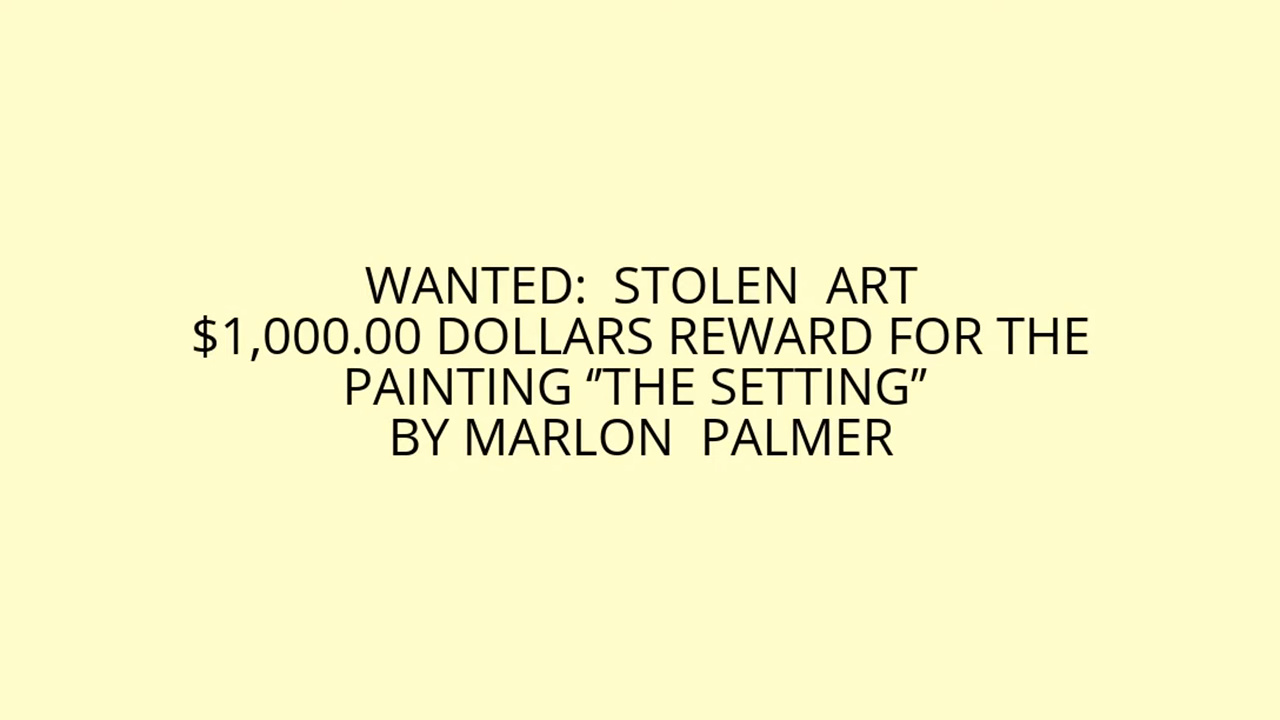 WANTED:  STOLEN  ART
$1,000.00 DOLLARS REWARD FOR THE
PAINTING “THE SETTING”
BY MARLON  PALMER